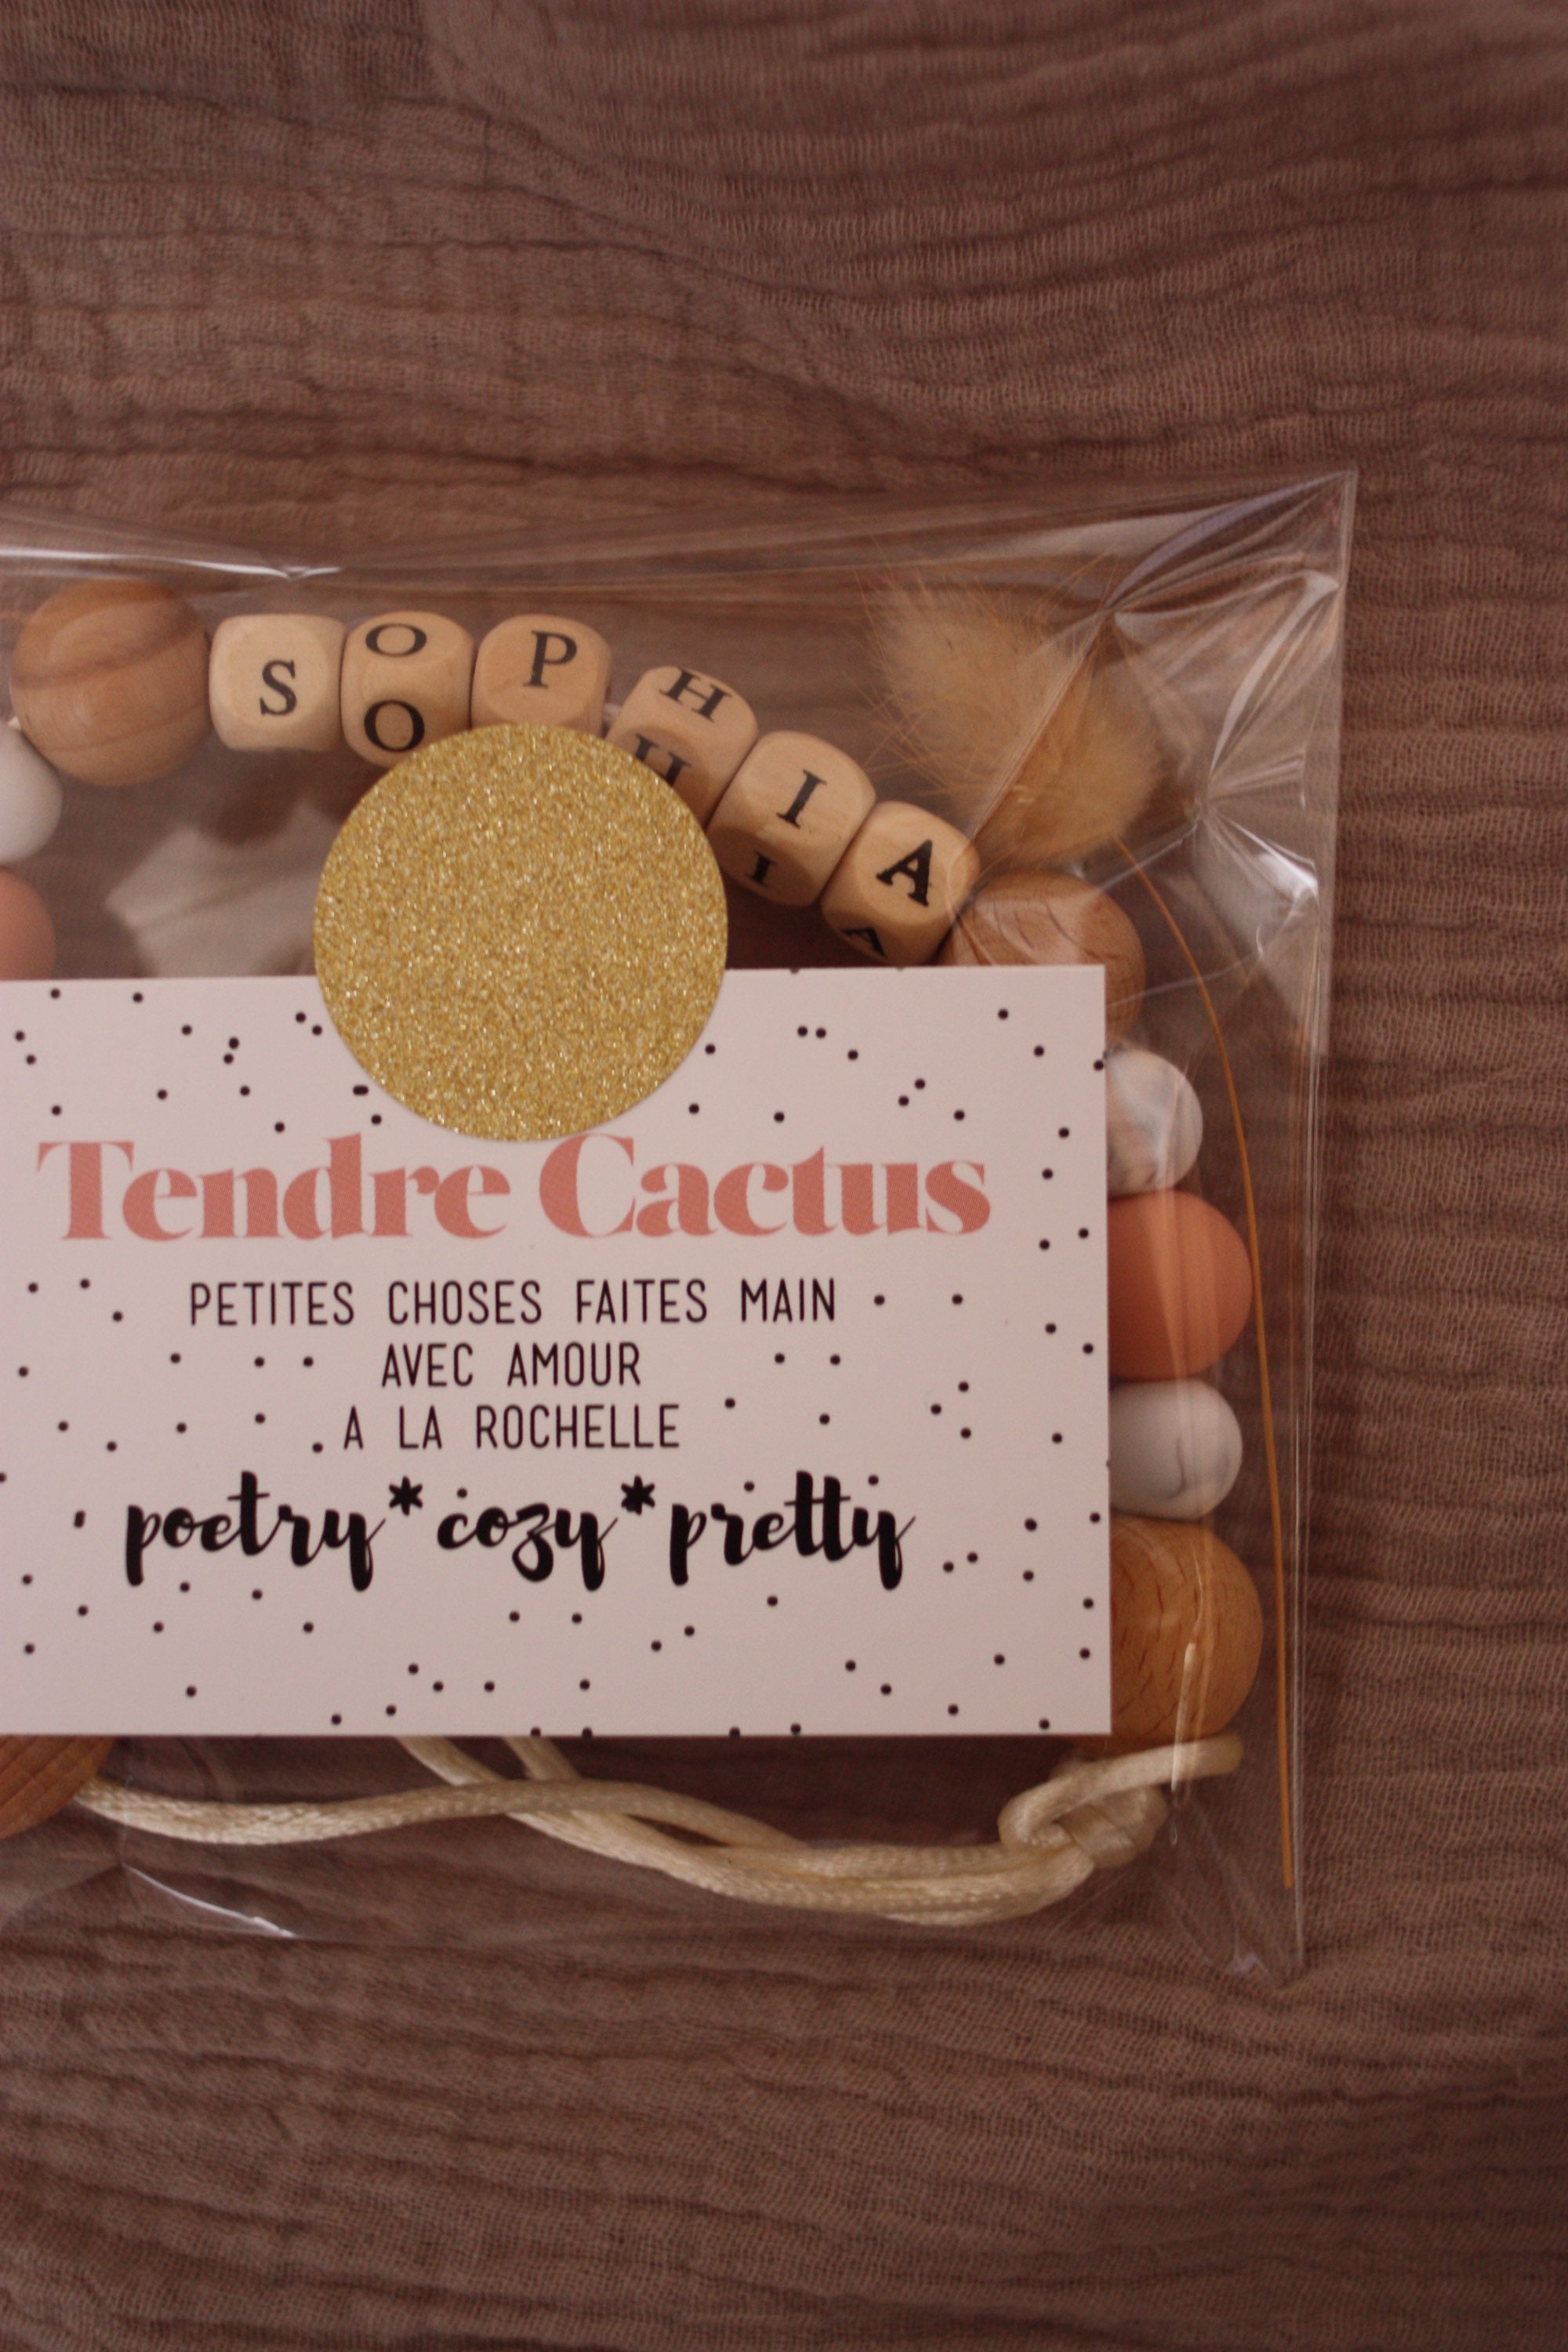 SOPHIA
Tendre Cactus
PETITES CHOSES FAITES MAIN
AVEC AMOUR
A LA ROCHELLE
poetry*cozy*pretty